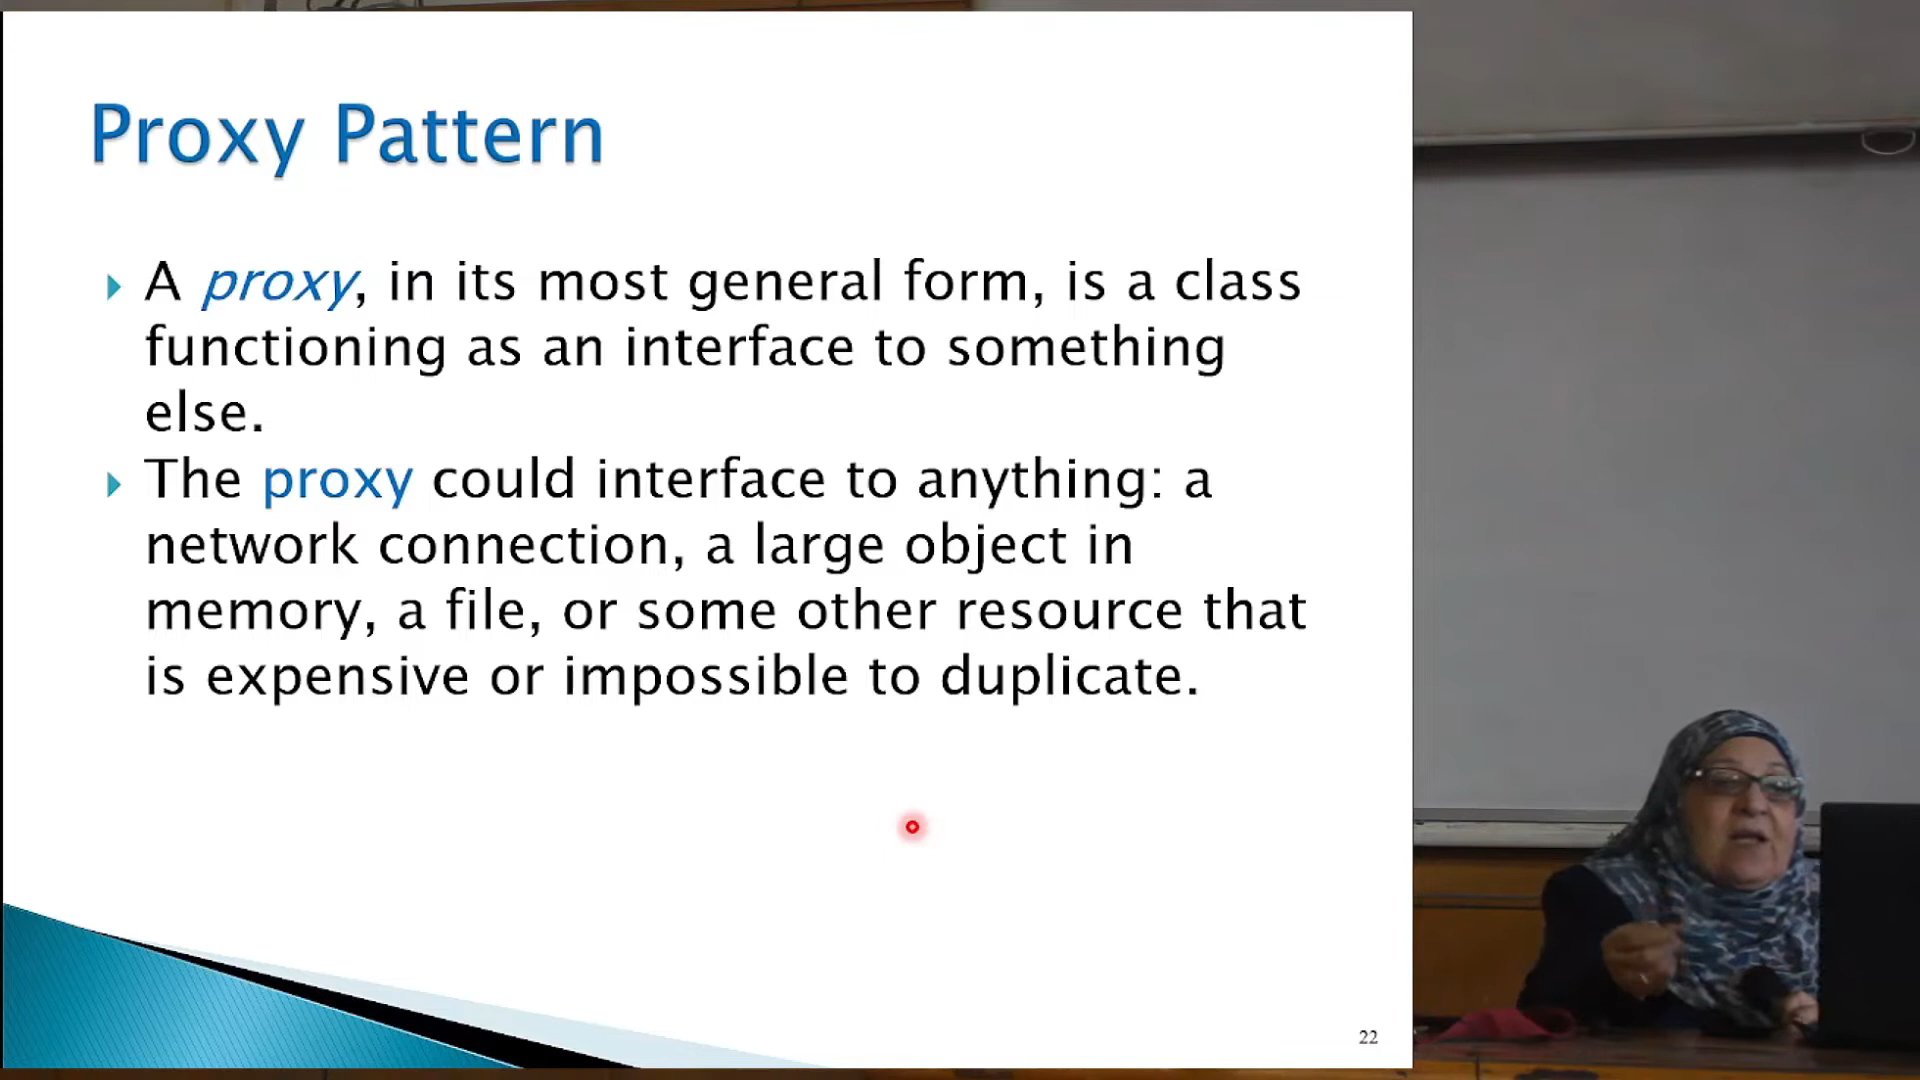 Proxy Pattern
A proxy, in its most general form, is a class
functioning as an interface to something
else.
The proxy could interface to anything: a
network connection, a large object in
memory, a file, or some other resource that
is expensive or impossible to duplicate.
22